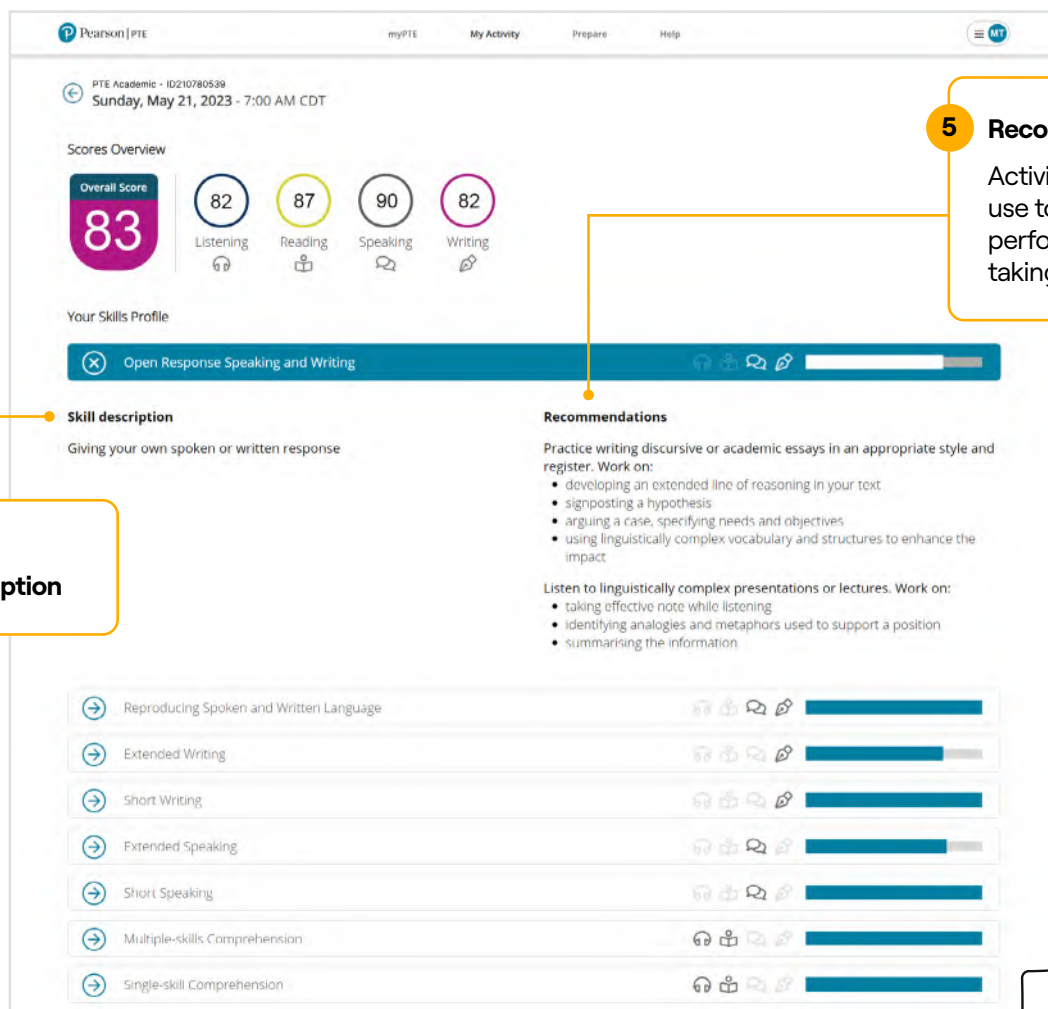 Pearson | PTE
myPTE
My Activity
Prepare
Help
MT
PTE Academic - ID210780539
Sunday, May 21, 2023 - 7:00 AM CDT
Scores Overview
Overall Score
83
82
Listening
87
Reading
90
Speaking
82
Writing
5
Reco
Activi
use to
perfo
taking
Your Skills Profile
Open Response Speaking and Writing
Skill description
Giving your own spoken or written response
ption
Recommendations
Practice writing discursive or academic essays in an appropriate style and
register. Work on:
• developing an extended line of reasoning in your text
• signposting a hypothesis
• arguing a case, specifying needs and objectives
• using linguistically complex vocabulary and structures to enhance the
impact
Listen to linguistically complex presentations or lectures. Work on:
• taking effective note while listening
• identifying analogies and metaphors used to support a position
• summarising the information
Reproducing Spoken and Written Language
Extended Writing
Short Writing
Extended Speaking
Short Speaking
Multiple-skills Comprehension
Single-skill Comprehension